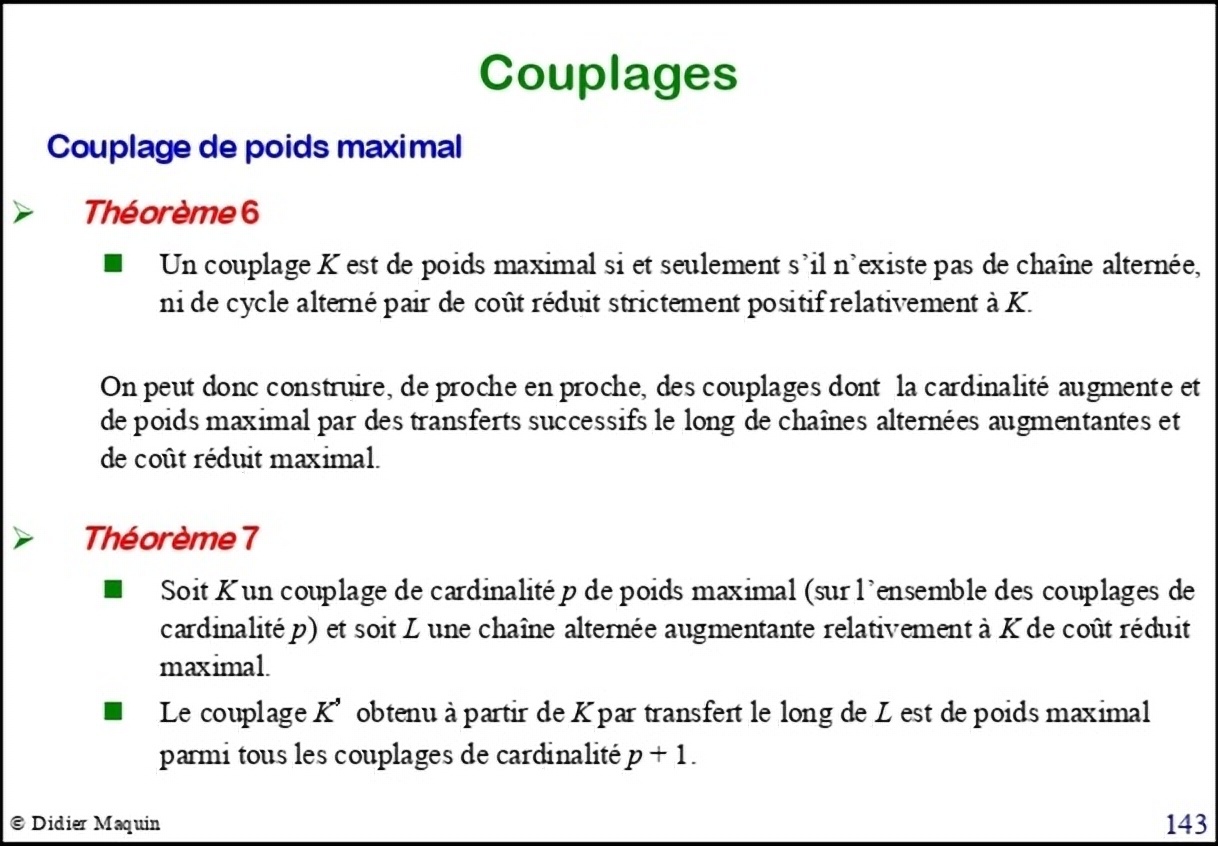 Couplages
Couplage de poids maximal
Théorème 6
Un couplage K est de poids maximal si et seulement s'il n'existe pas de chaîne alternée,
ni de cycle alterné pair de coût réduit strictement positif relativement à K.
On peut donc construire, de proche en proche, des couplages dont la cardinalité augmente et
de poids maximal par des transferts successifs le long de chaînes alternées augmentantes et
de coût réduit maximal.
Théorème 7
Soit K un couplage de cardinalité p de poids maximal (sur l'ensemble des couplages de
cardinalité p) et soit L une chaîne alternée augmentante relativement à K de coût réduit
maximal.
Le couplage K' obtenu à partir de K par transfert le long de L est de poids maximal
parmi tous les couplages de cardinalité p + 1.
© Didier Maquin
143